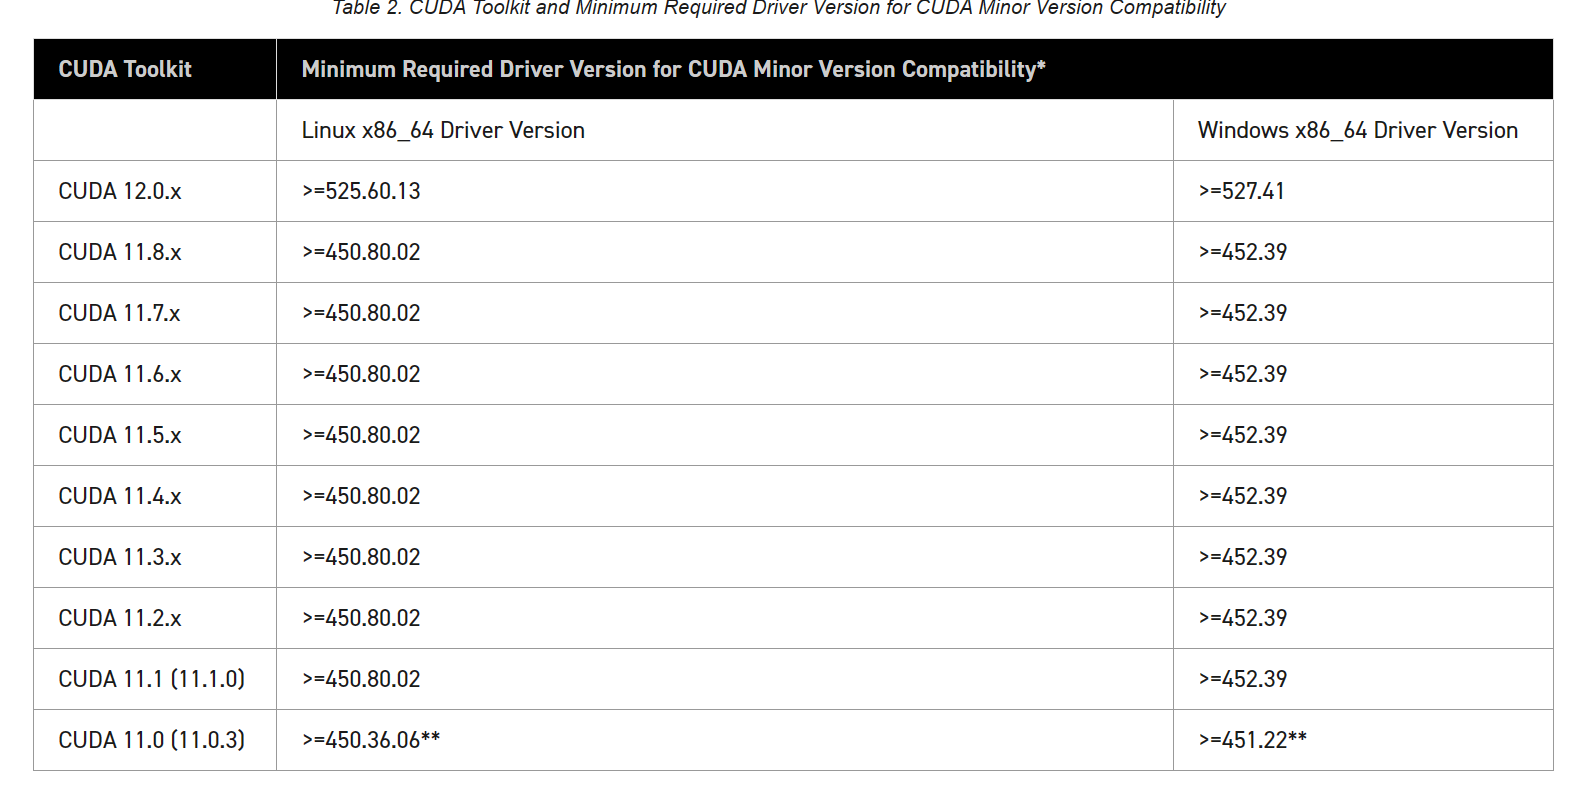 Table 2. CUDA Toolkit and Minimum Required Driver Version for CUDA Minor Version Compatibility
CUDA Toolkit Minimum Required Driver Version for CUDA Minor Version Compatibility*
Linux x86_64 Driver Version Windows x86_64 Driver Version
CUDA 12.0.x >=525.60.13 >=527.41
CUDA 11.8.x >=450.80.02 >=452.39
CUDA 11.7.x >=450.80.02 >=452.39
CUDA 11.6.x >=450.80.02 >=452.39
CUDA 11.5.x >=450.80.02 >=452.39
CUDA 11.4.x >=450.80.02 >=452.39
CUDA 11.3.x >=450.80.02 >=452.39
CUDA 11.2.x >=450.80.02 >=452.39
CUDA 11.1 (11.1.0) >=450.80.02 >=452.39
CUDA 11.0 (11.0.3) >=450.36.06** >=451.22**